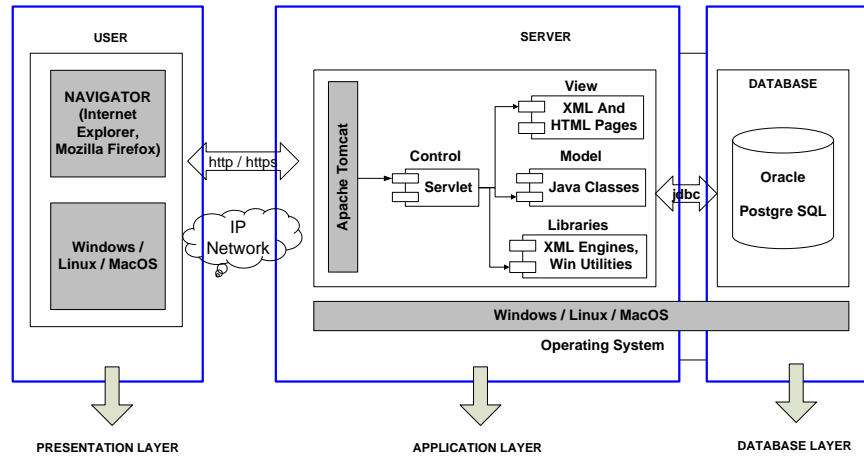 USER
NAVIGATOR
(Internet
Explorer,
Mozilla Firefox)
Windows /
Linux / MacOS
http / https
IP
Network
SERVER
Apache Tomcat
Control
Servlet
View
XML And
HTML Pages
Model
Java Classes
Libraries
XML Engines,
Win Utilities
jdbc
DATABASE
Oracle
Postgre SQL
Windows / Linux / MacOS
Operating System
PRESENTATION LAYER
APPLICATION LAYER
DATABASE LAYER